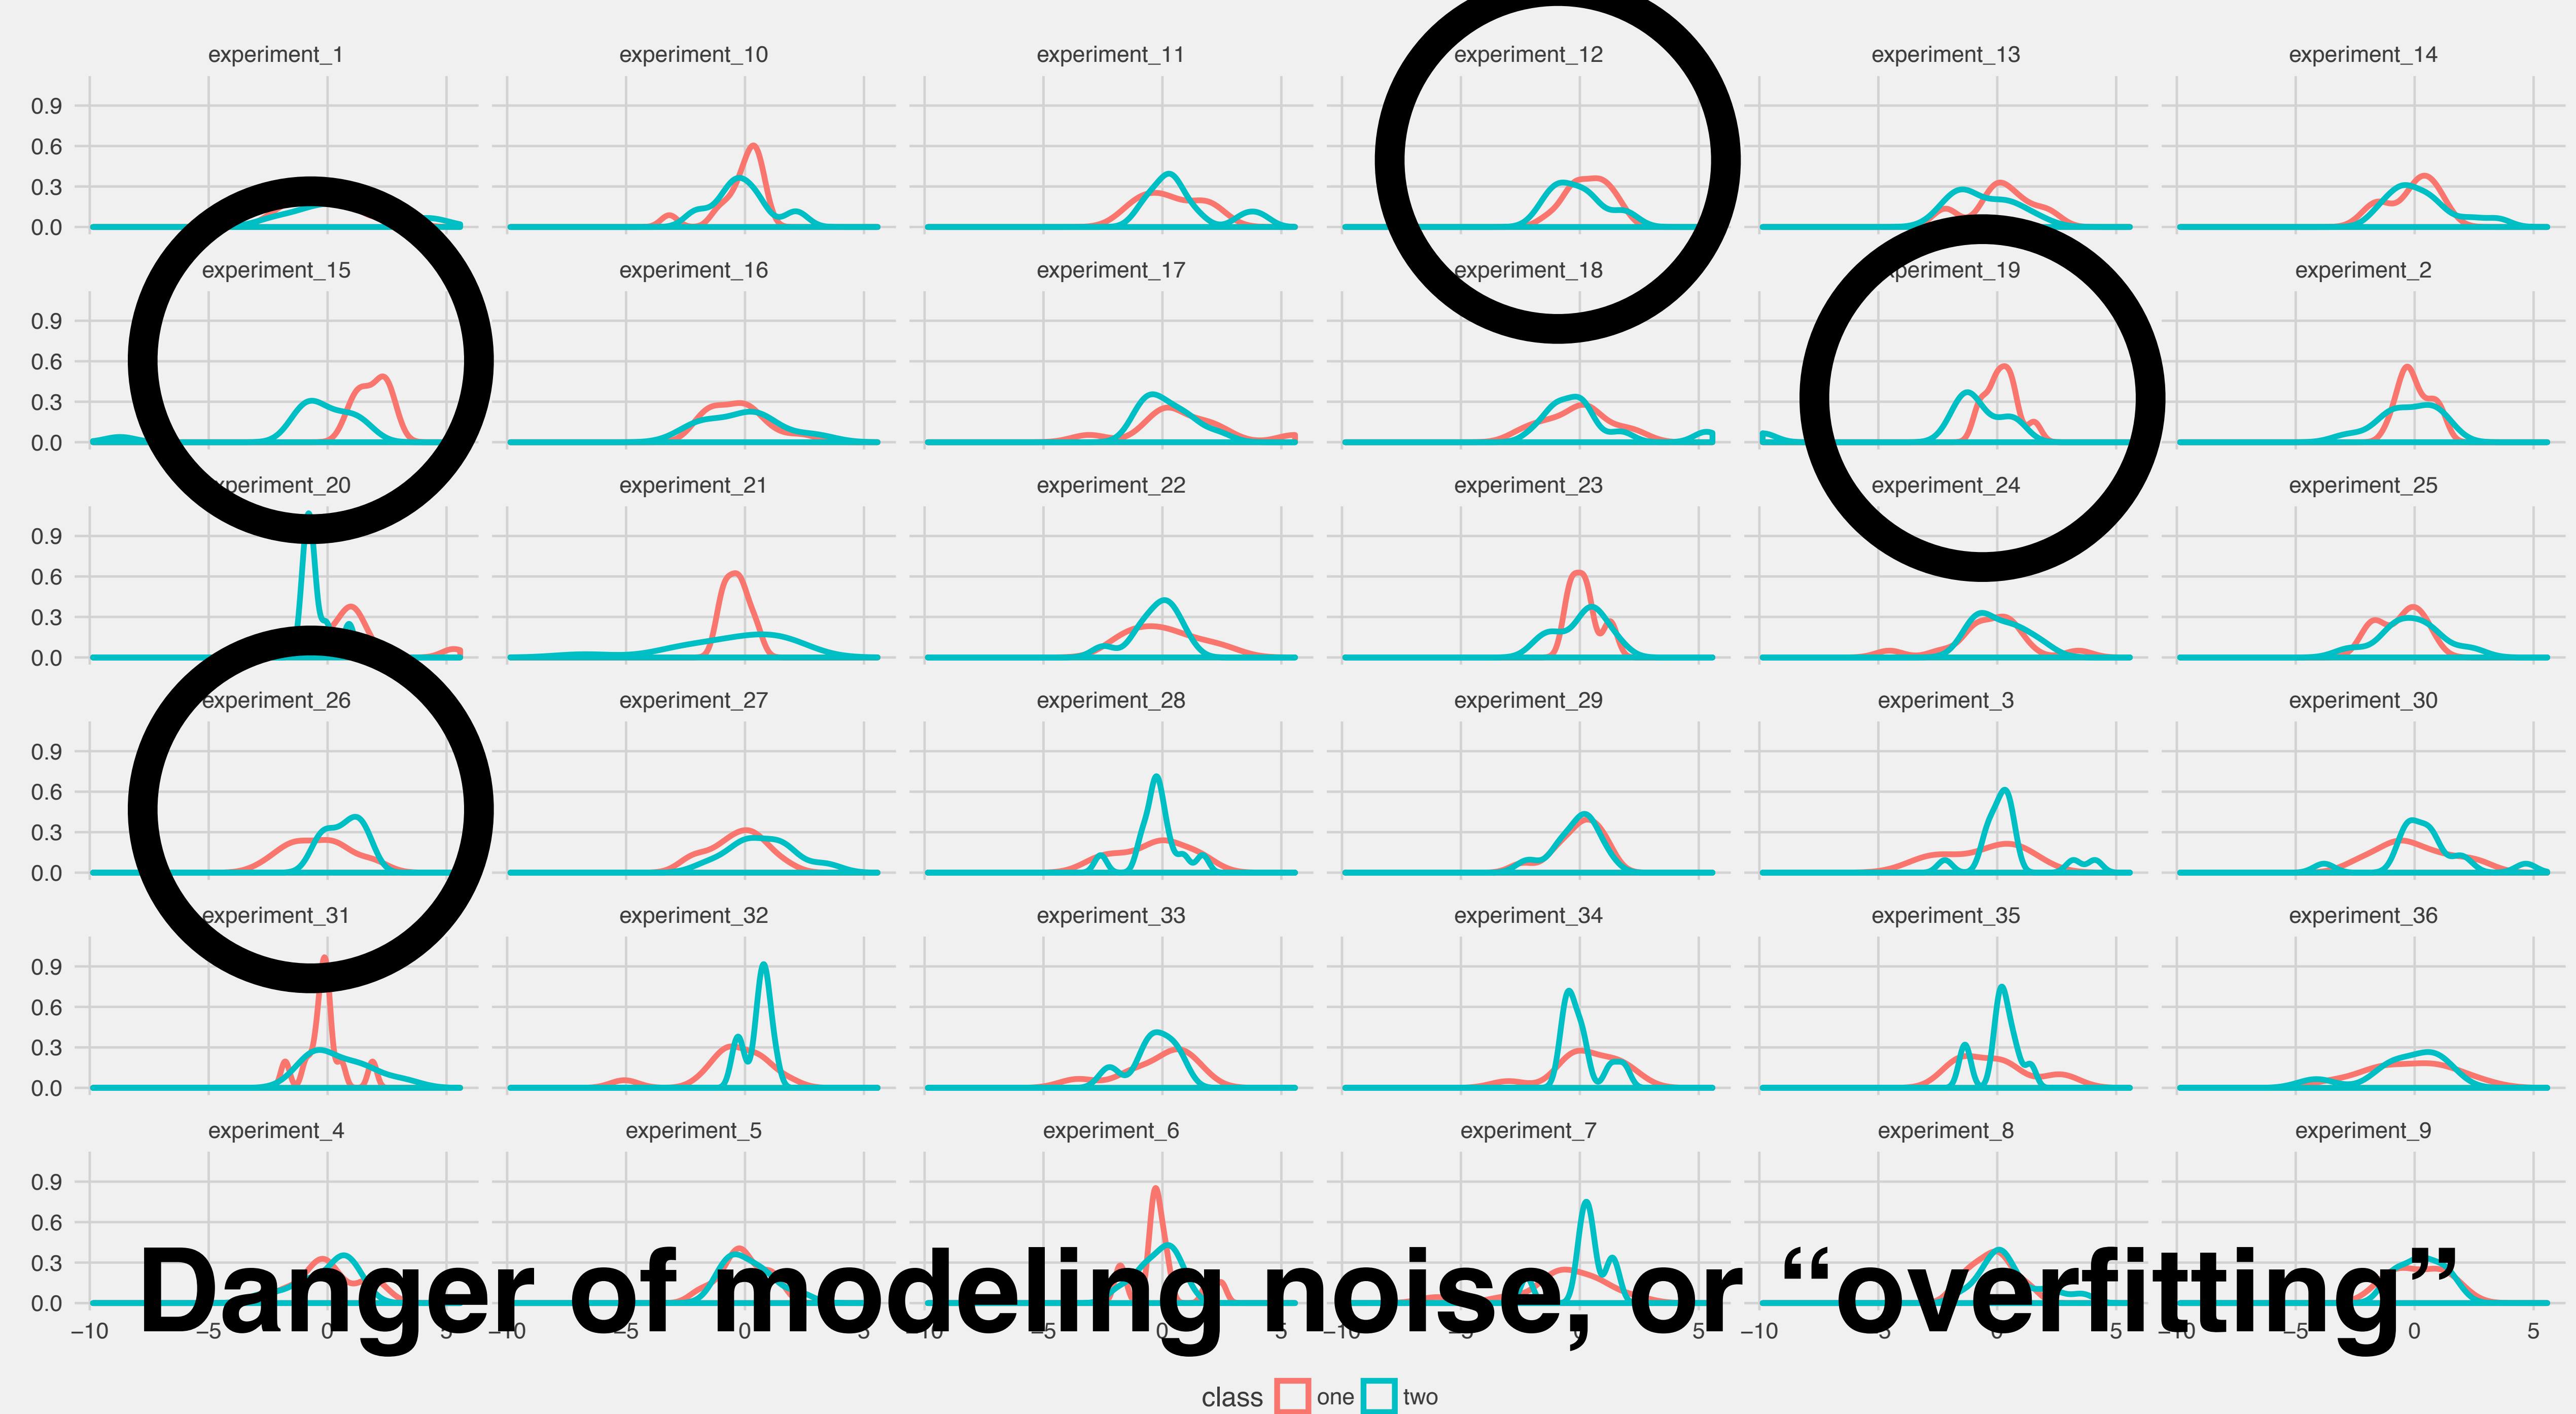 experiment_1 experiment_10 experiment_11 experiment_12 experiment_13 experiment_14
0.9
0.6
0.3
0.0
experiment_15 experiment_16 experiment_17 experiment_18 experiment_19 experiment_2
0.9
0.6
0.3
0.0
experiment_20 experiment_21 experiment_22 experiment_23 experiment_24 experiment_25
0.9
0.6
0.3
0.0
experiment_26 experiment_27 experiment_28 experiment_29 experiment_3 experiment_30
0.9
0.6
0.3
0.0
experiment_31 experiment_32 experiment_33 experiment_34 experiment_35 experiment_36
0.9
0.6
0.3
0.0
experiment_4 experiment_5 experiment_6 experiment_7 experiment_8 experiment_9
0.9
0.6
0.3
0.0
Danger of modeling noise, or “overfitting”
−10 −5 0 5 −10 −5 0 5 −10 −5 0 5 −10 −5 0 5 −10 −5 0 5 −10 −5 0 5
class one two